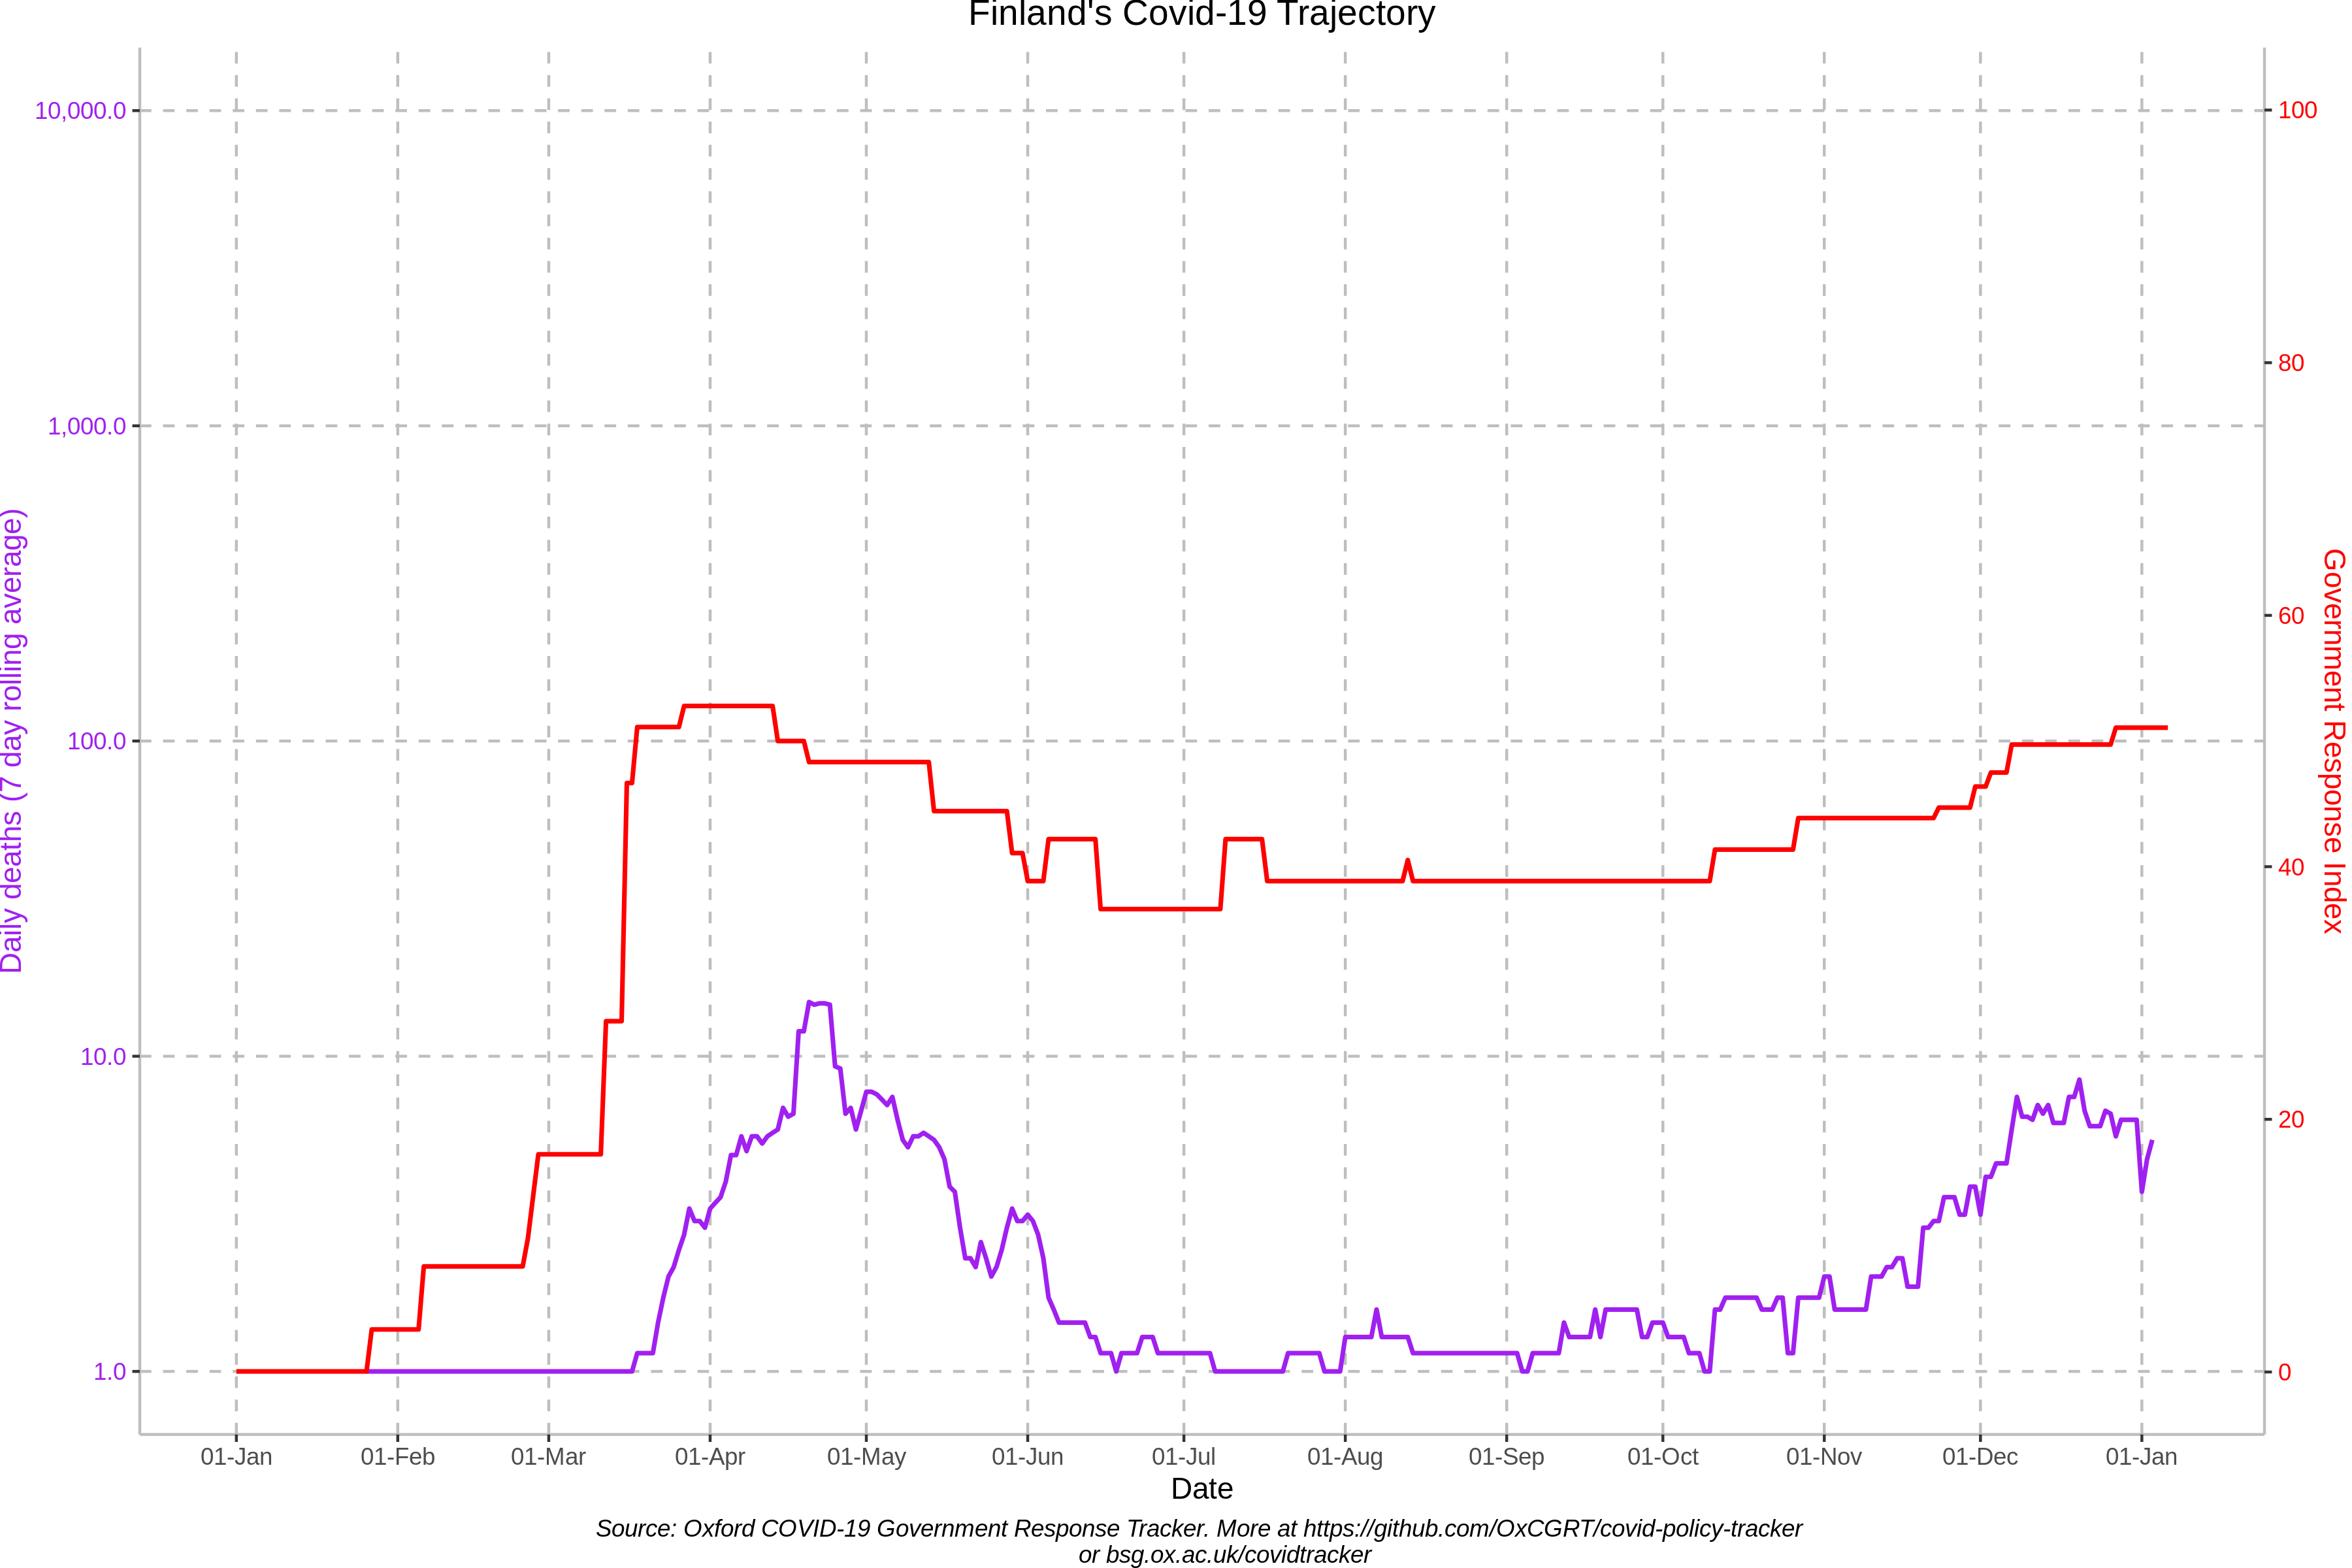 Finland's Covid-19 Trajectory
10,000.0
1,000.0
100.0
10.0
1.0
Daily deaths (7 day rolling average)
100
80
60
40
20
0
Government Response Index
01-Jan 01-Feb 01-Mar 01-Apr 01-May 01-Jun 01-Jul 01-Aug 01-Sep 01-Oct 01-Nov 01-Dec 01-Jan
Date
Source: Oxford COVID-19 Government Response Tracker. More at https://github.com/OxCGRT/covid-policy-tracker
or bsg.ox.ac.uk/covidtracker